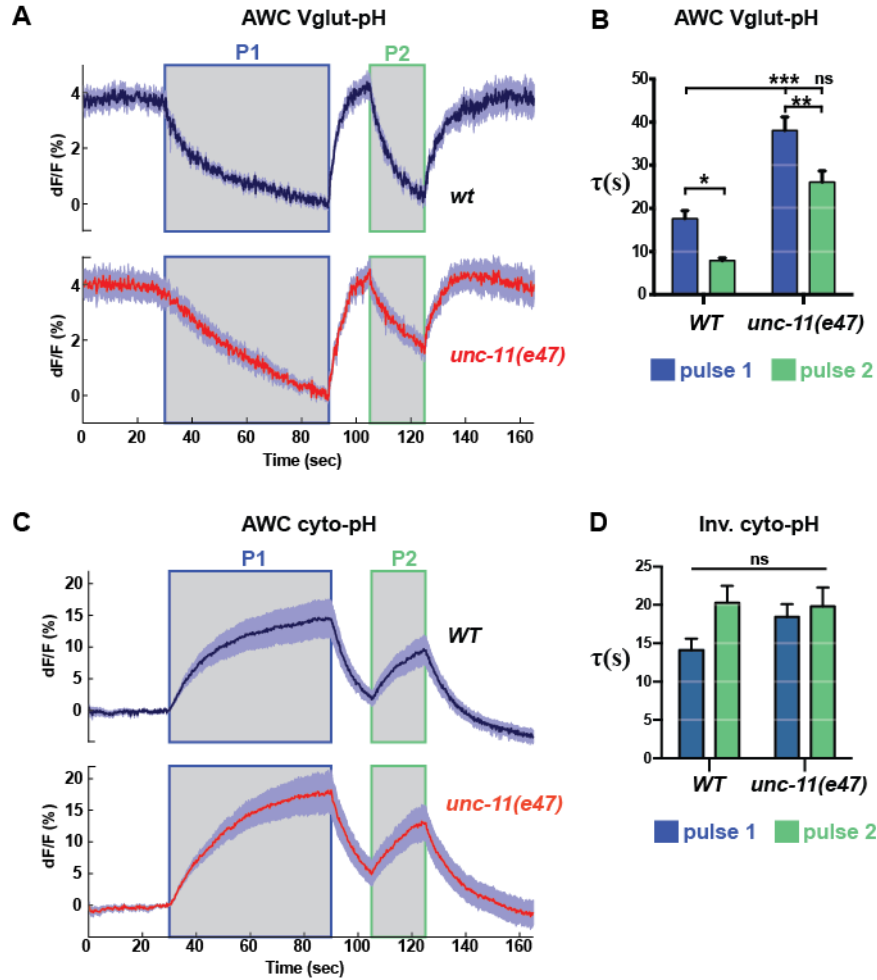 A
AWC Vglut-pH
P1
P2
dF/F (%)
4
2
0
wt
dF/F (%)
4
2
0
unc-11(e47)
0
20
40
60
80
100
120
140
160
Time (sec)
B
AWC Vglut-pH
50
40
30
20
10
0
τ(s)
***
ns
**
*
WT
unc-11(e47)
pulse 1
pulse 2
C
AWC cyto-pH
P1
P2
dF/F (%)
20
15
10
5
0
WT
dF/F (%)
20
15
10
5
0
unc-11(e47)
0
20
40
60
80
100
120
140
160
Time (sec)
D
Inv. cyto-pH
25
20
15
10
5
0
τ(s)
ns
WT
unc-11(e47)
pulse 1
pulse 2